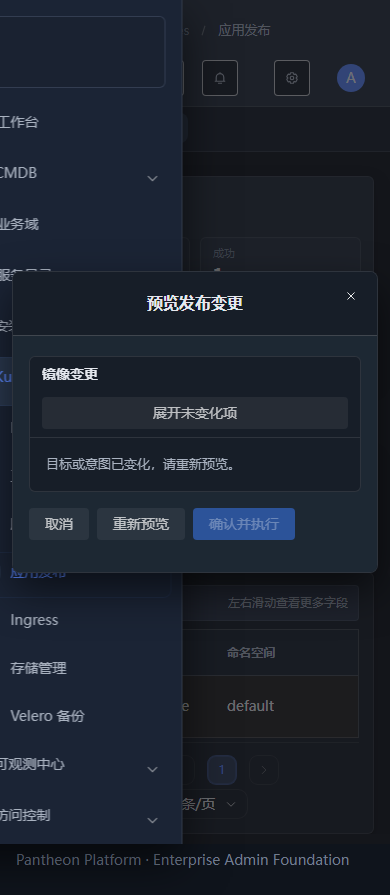 s / 应用发布
A
工作台
CMDB
业务域
成功
预览发布变更
镜像变更
展开未变化项
目标或意图已变化，请重新预览。
取消 重新预览 确认并执行
应用发布
左右滑动查看更多字段
Ingress
命名空间
存储管理
e default
Velero 备份
可观测中心
1
条/页
访问控制
Pantheon Platform · Enterprise Admin Foundation